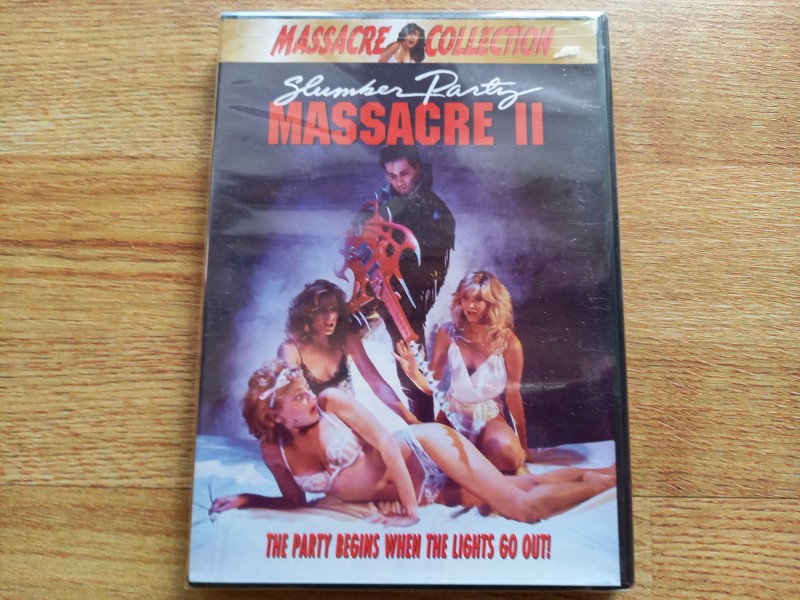 MASSACRE COLLECTION
Slumber Party
MASSACRE II
THE PARTY BEGINS WHEN THE LIGHTS GO OUT!